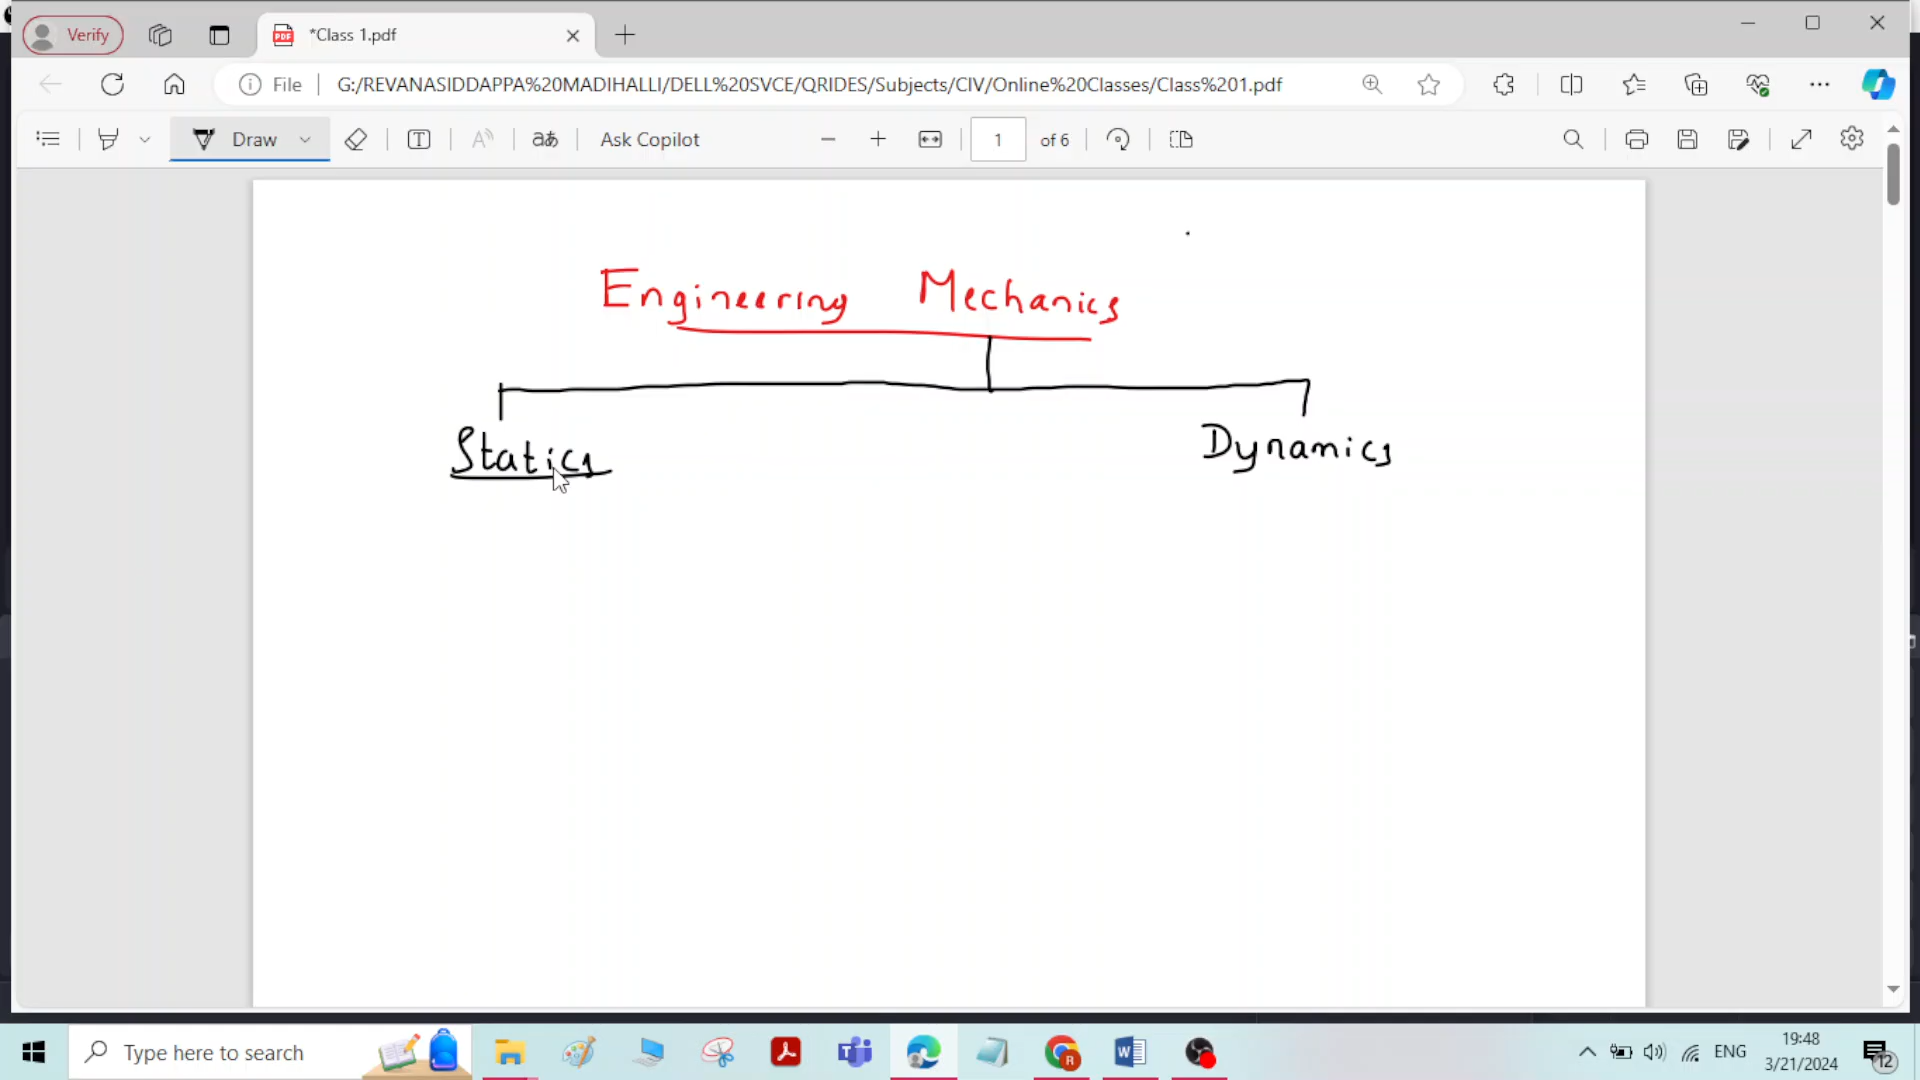 Verify
*Class 1.pdf
File
G:/REVANASIDDAPPA%20MADIHALLI/DELL%20SVCE/QRIDES/Subjects/CIV/Online%20Classes/Class%201.pdf
Draw
Ask Copilot
1 of 6
Engineering Mechanics
Statics
Dynamics
Type here to search
ENG
19:48
3/21/2024
12